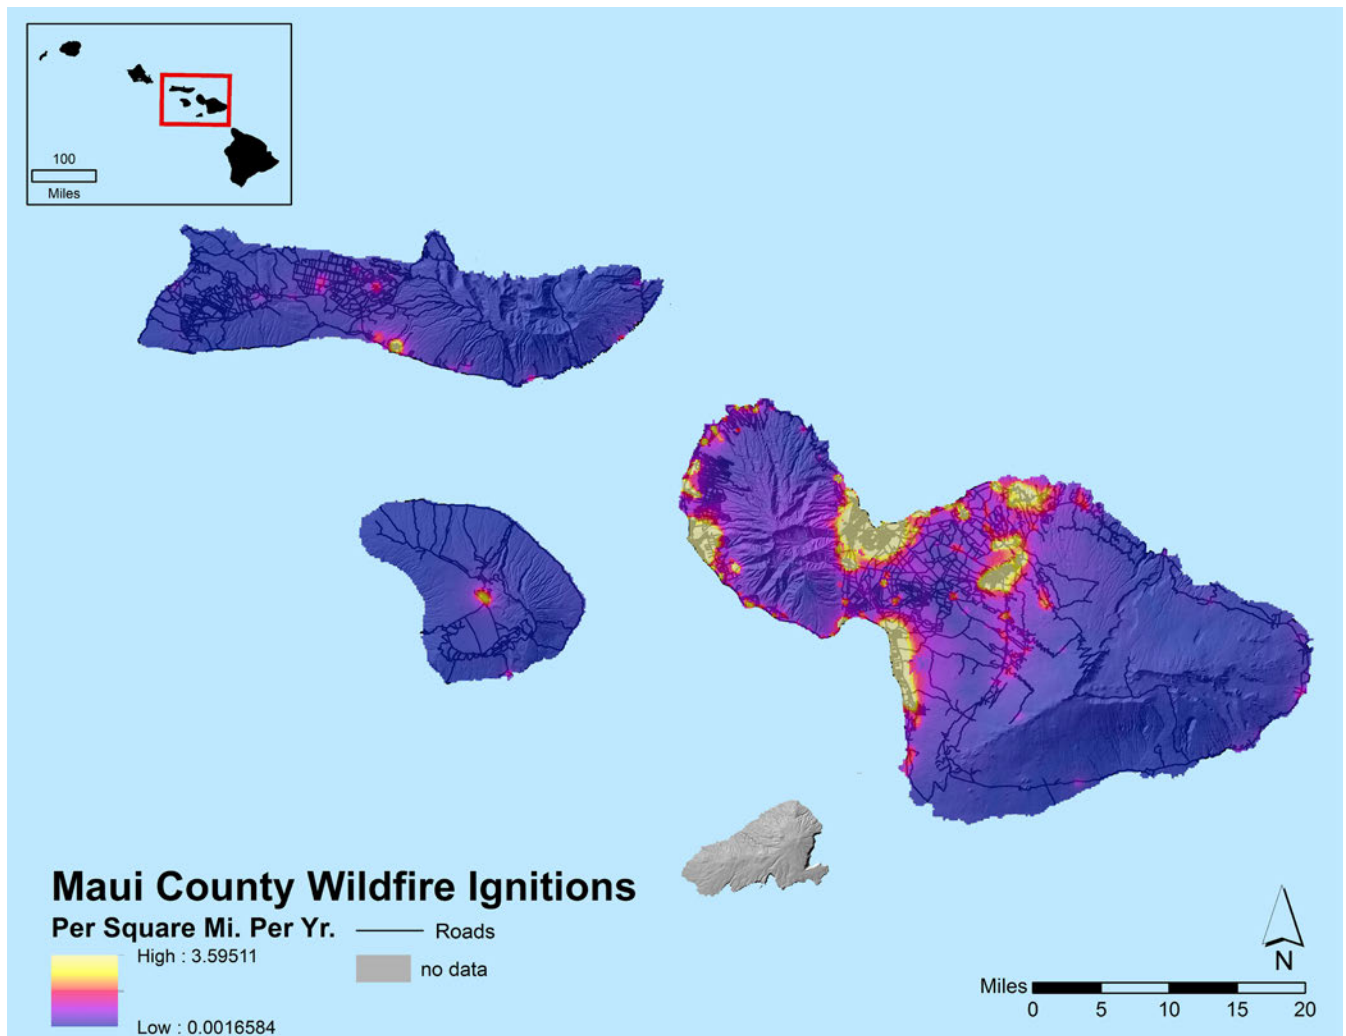 100
Miles
Maui County Wildfire Ignitions
Per Square Mi. Per Yr.
High : 3.59511
Low : 0.0016584
Roads
no data
N
Miles
0 5 10 15 20